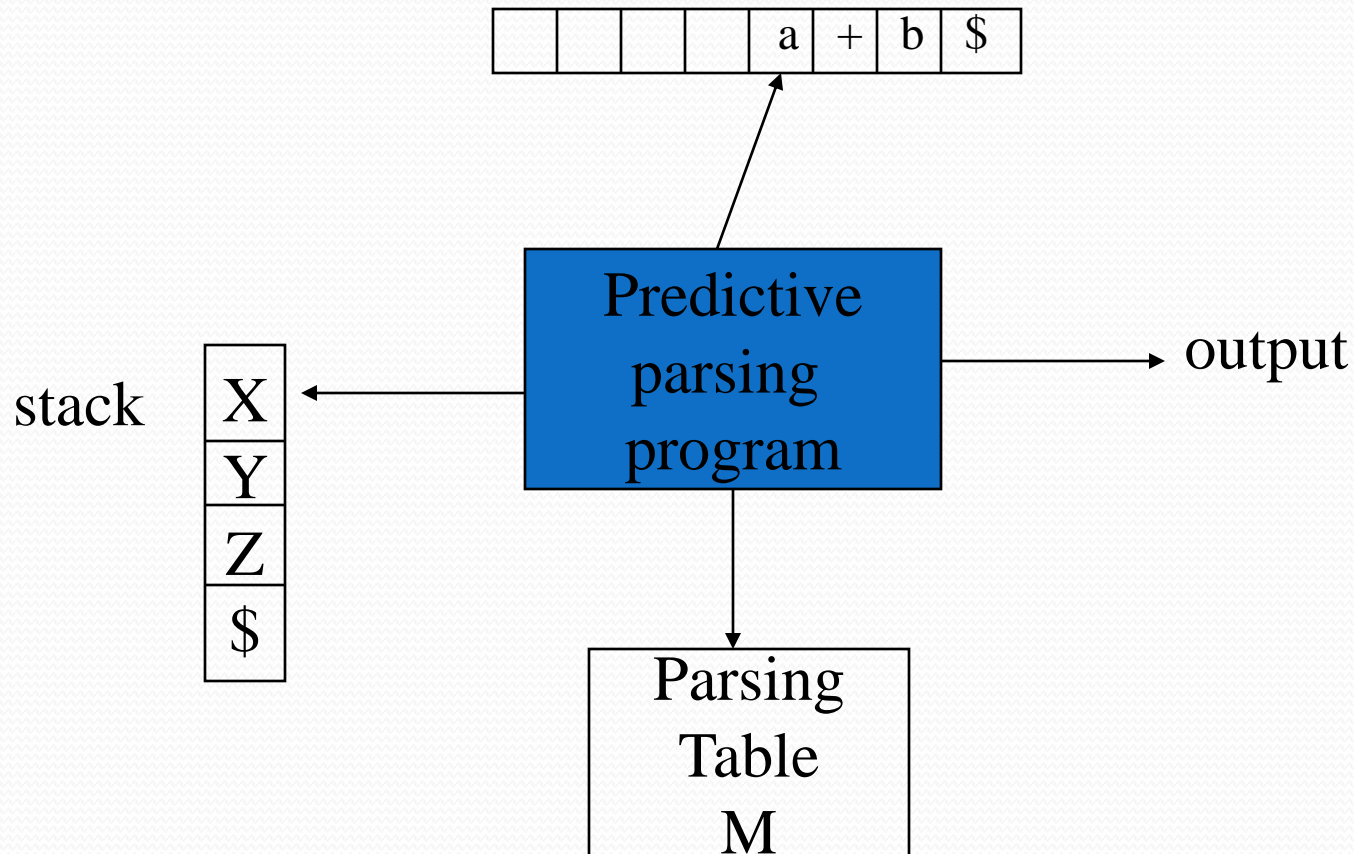 a + b $
Predictive
parsing
program
output
stack
X
Y
Z
$
Parsing
Table
M